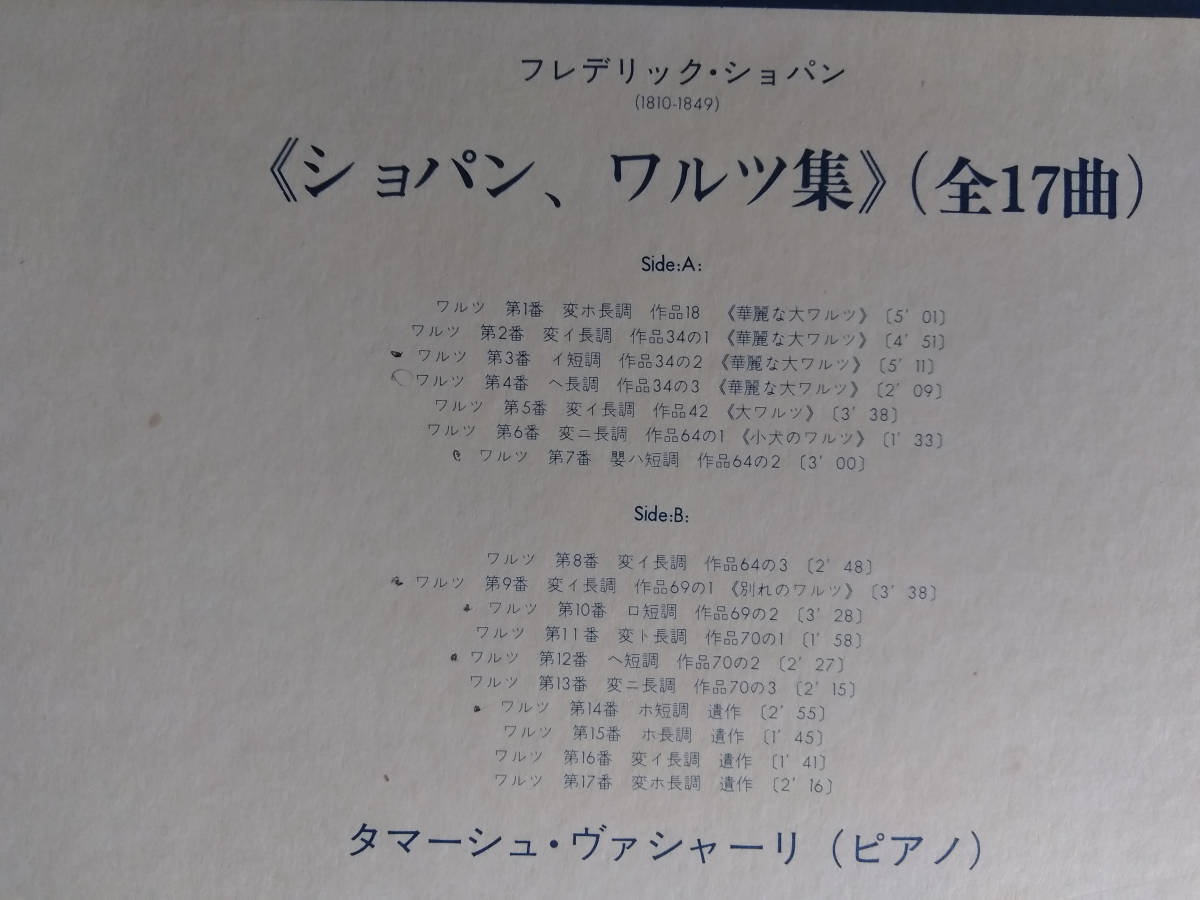 フレデリック・ショパン
(1810-1849)
《ショパン、ワルツ集》(全17曲)
Side:A:
ワルツ 第1番 変ホ長調 作品18 《華麗な大ワルツ》〔5' 01〕
ワルツ 第2番 変イ長調 作品34の1 《華麗な大ワルツ》〔4' 51〕
ワルツ 第3番 イ短調 作品34の2 《華麗な大ワルツ》〔5' 11〕
ワルツ 第4番 ヘ長調 作品34の3 《華麗な大ワルツ》〔2' 09〕
ワルツ 第5番 変イ長調 作品42 《大ワルツ》〔3' 38〕
ワルツ 第6番 変ニ長調 作品64の1 《小犬のワルツ》〔1' 33〕
ワルツ 第7番 嬰ハ短調 作品64の2 〔3' 00〕
Side:B:
ワルツ 第8番 変イ長調 作品64の3 〔2' 48〕
ワルツ 第9番 変イ長調 作品69の1 《別れのワルツ》〔3' 38〕
ワルツ 第10番 ロ短調 作品69の2 〔3' 28〕
ワルツ 第11番 変ト長調 作品70の1 〔1' 58〕
ワルツ 第12番 ヘ短調 作品70の2 〔2' 27〕
ワルツ 第13番 変ニ長調 作品70の3 〔2' 15〕
ワルツ 第14番 ホ短調 遺作 〔2' 55〕
ワルツ 第15番 ホ長調 遺作 〔1' 45〕
ワルツ 第16番 変イ長調 遺作 〔1' 41〕
ワルツ 第17番 変ホ長調 遺作 〔2' 16〕
タマーシュ・ヴァシャーリ(ピアノ)